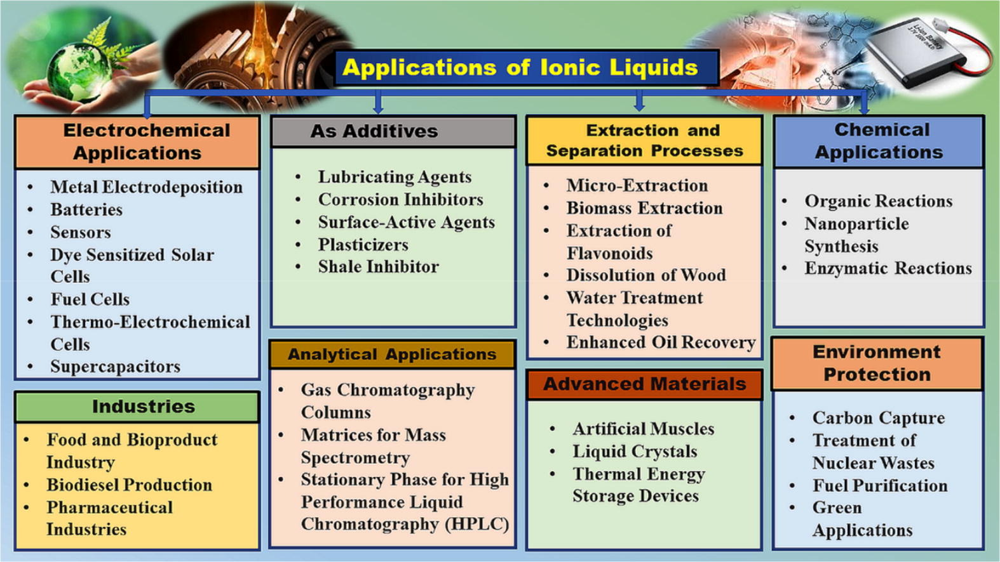 Applications of Ionic Liquids
Li-ion Battery
Electrochemical
Applications
• Metal Electrodeposition
• Batteries
• Sensors
• Dye Sensitized Solar
Cells
• Fuel Cells
• Thermo-Electrochemical
Cells
• Supercapacitors
Industries
• Food and Bioproduct
Industry
• Biodiesel Production
• Pharmaceutical
Industries
As Additives
• Lubricating Agents
• Corrosion Inhibitors
• Surface-Active Agents
• Plasticizers
• Shale Inhibitor
Analytical Applications
• Gas Chromatography
Columns
• Matrices for Mass
Spectrometry
• Stationary Phase for High
Performance Liquid
Chromatography (HPLC)
Extraction and
Separation Processes
• Micro-Extraction
• Biomass Extraction
• Extraction of
Flavonoids
• Dissolution of Wood
• Water Treatment
Technologies
• Enhanced Oil Recovery
Advanced Materials
• Artificial Muscles
• Liquid Crystals
• Thermal Energy
Storage Devices
Chemical
Applications
• Organic Reactions
• Nanoparticle
Synthesis
• Enzymatic Reactions
Environment
Protection
• Carbon Capture
• Treatment of
Nuclear Wastes
• Fuel Purification
• Green
Applications